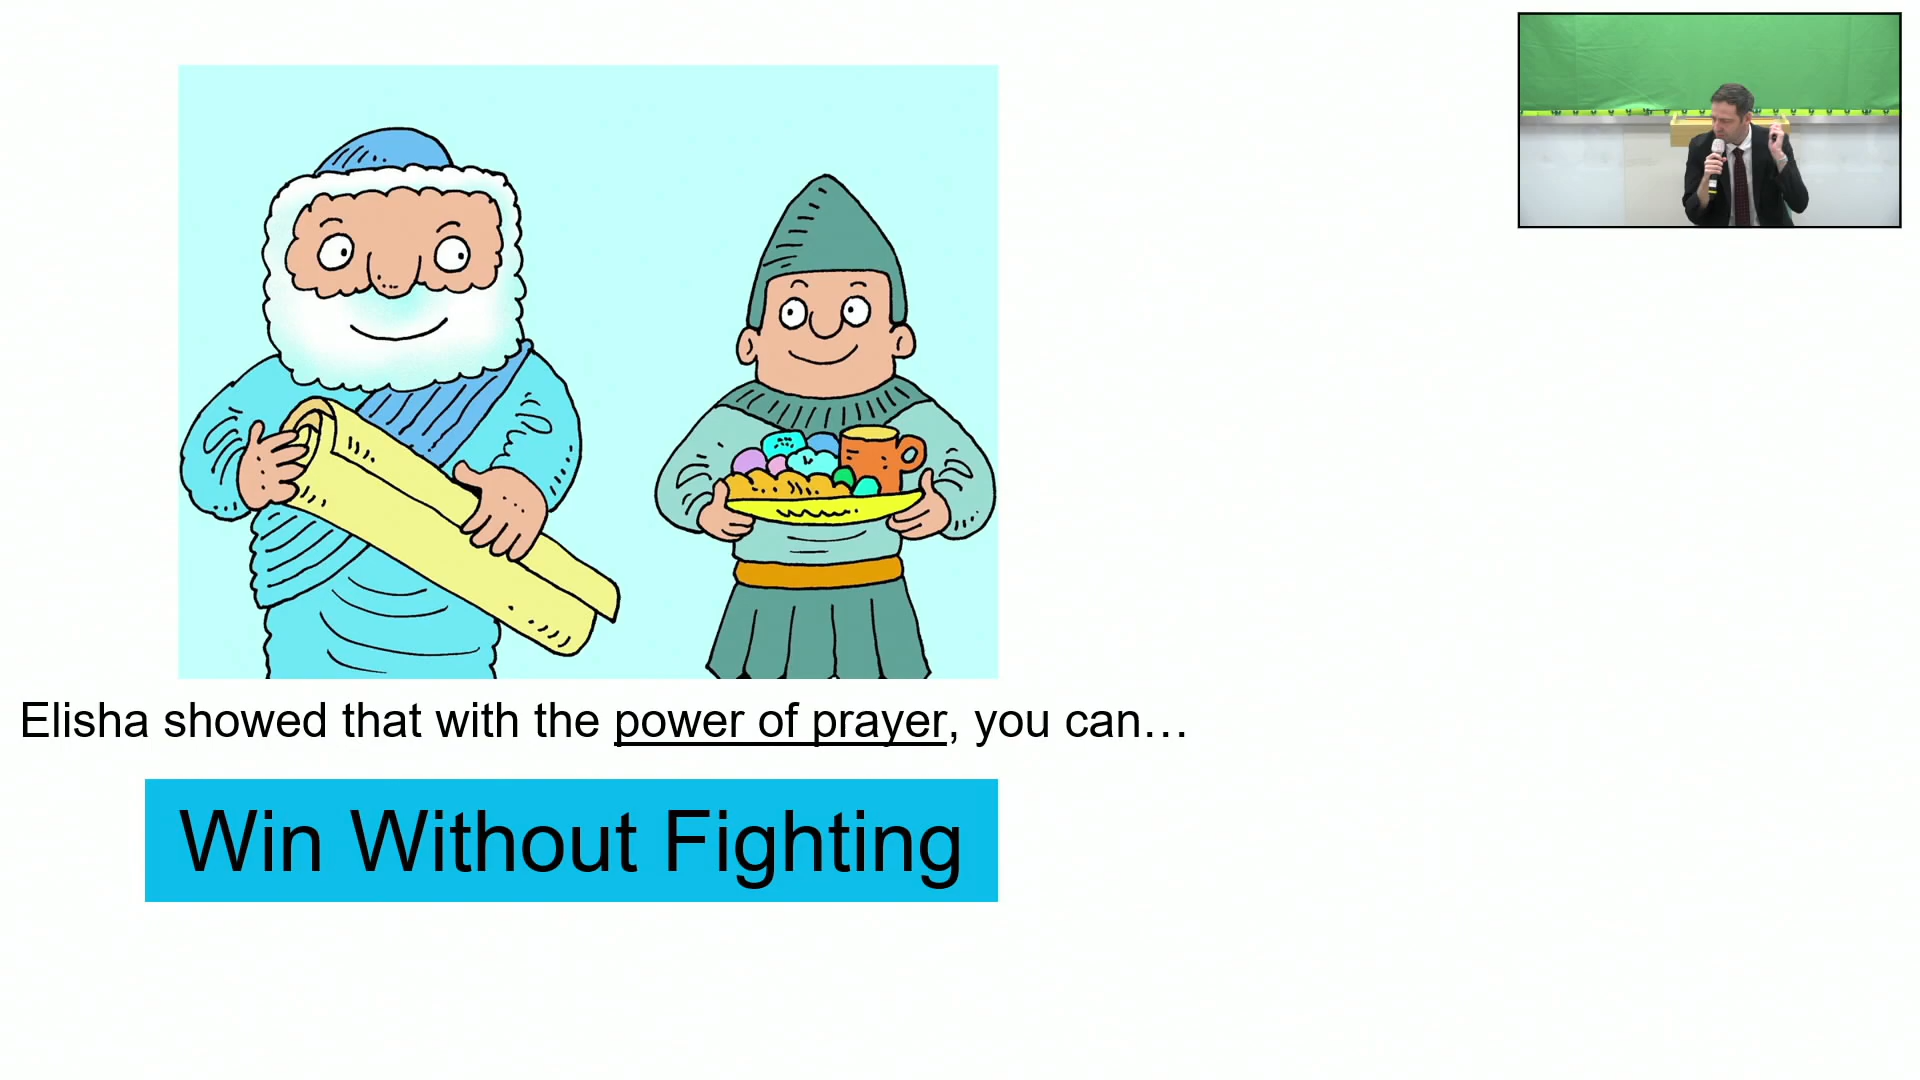 Elisha showed that with the power of prayer, you can…
Win Without Fighting